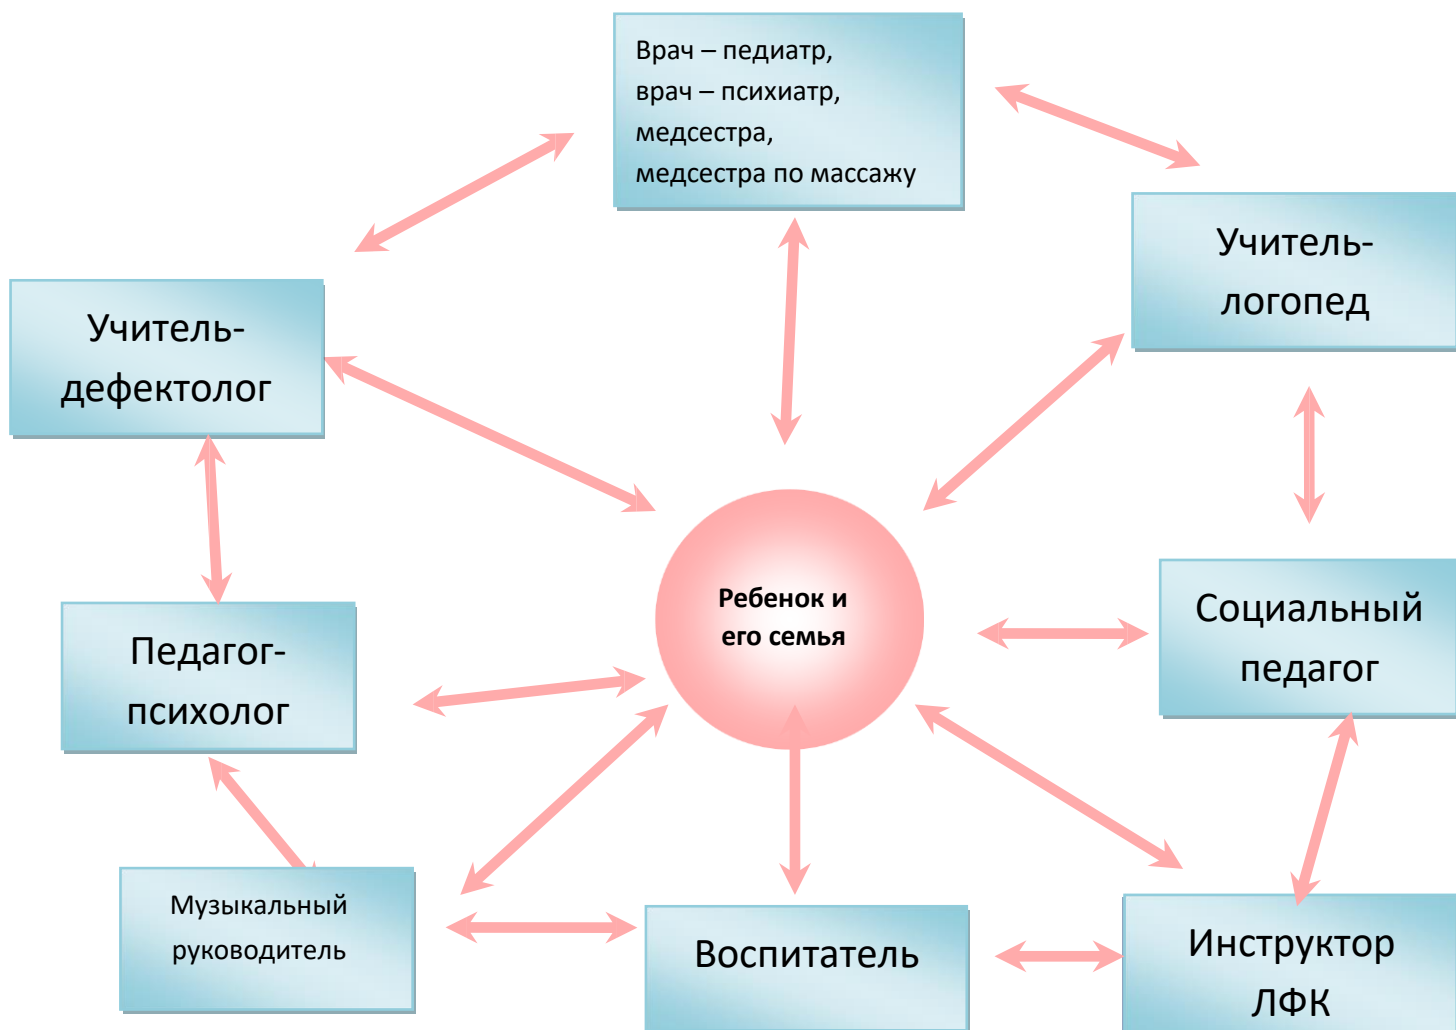 Врач – педиатр,
врач – психиатр,
медсестра,
медсестра по массажу
Учитель-
логопед
Учитель-
дефектолог
Ребенок и
его семья
Социальный
педагог
Педагог-
психолог
Музыкальный
руководитель
Воспитатель
Инструктор
ЛФК